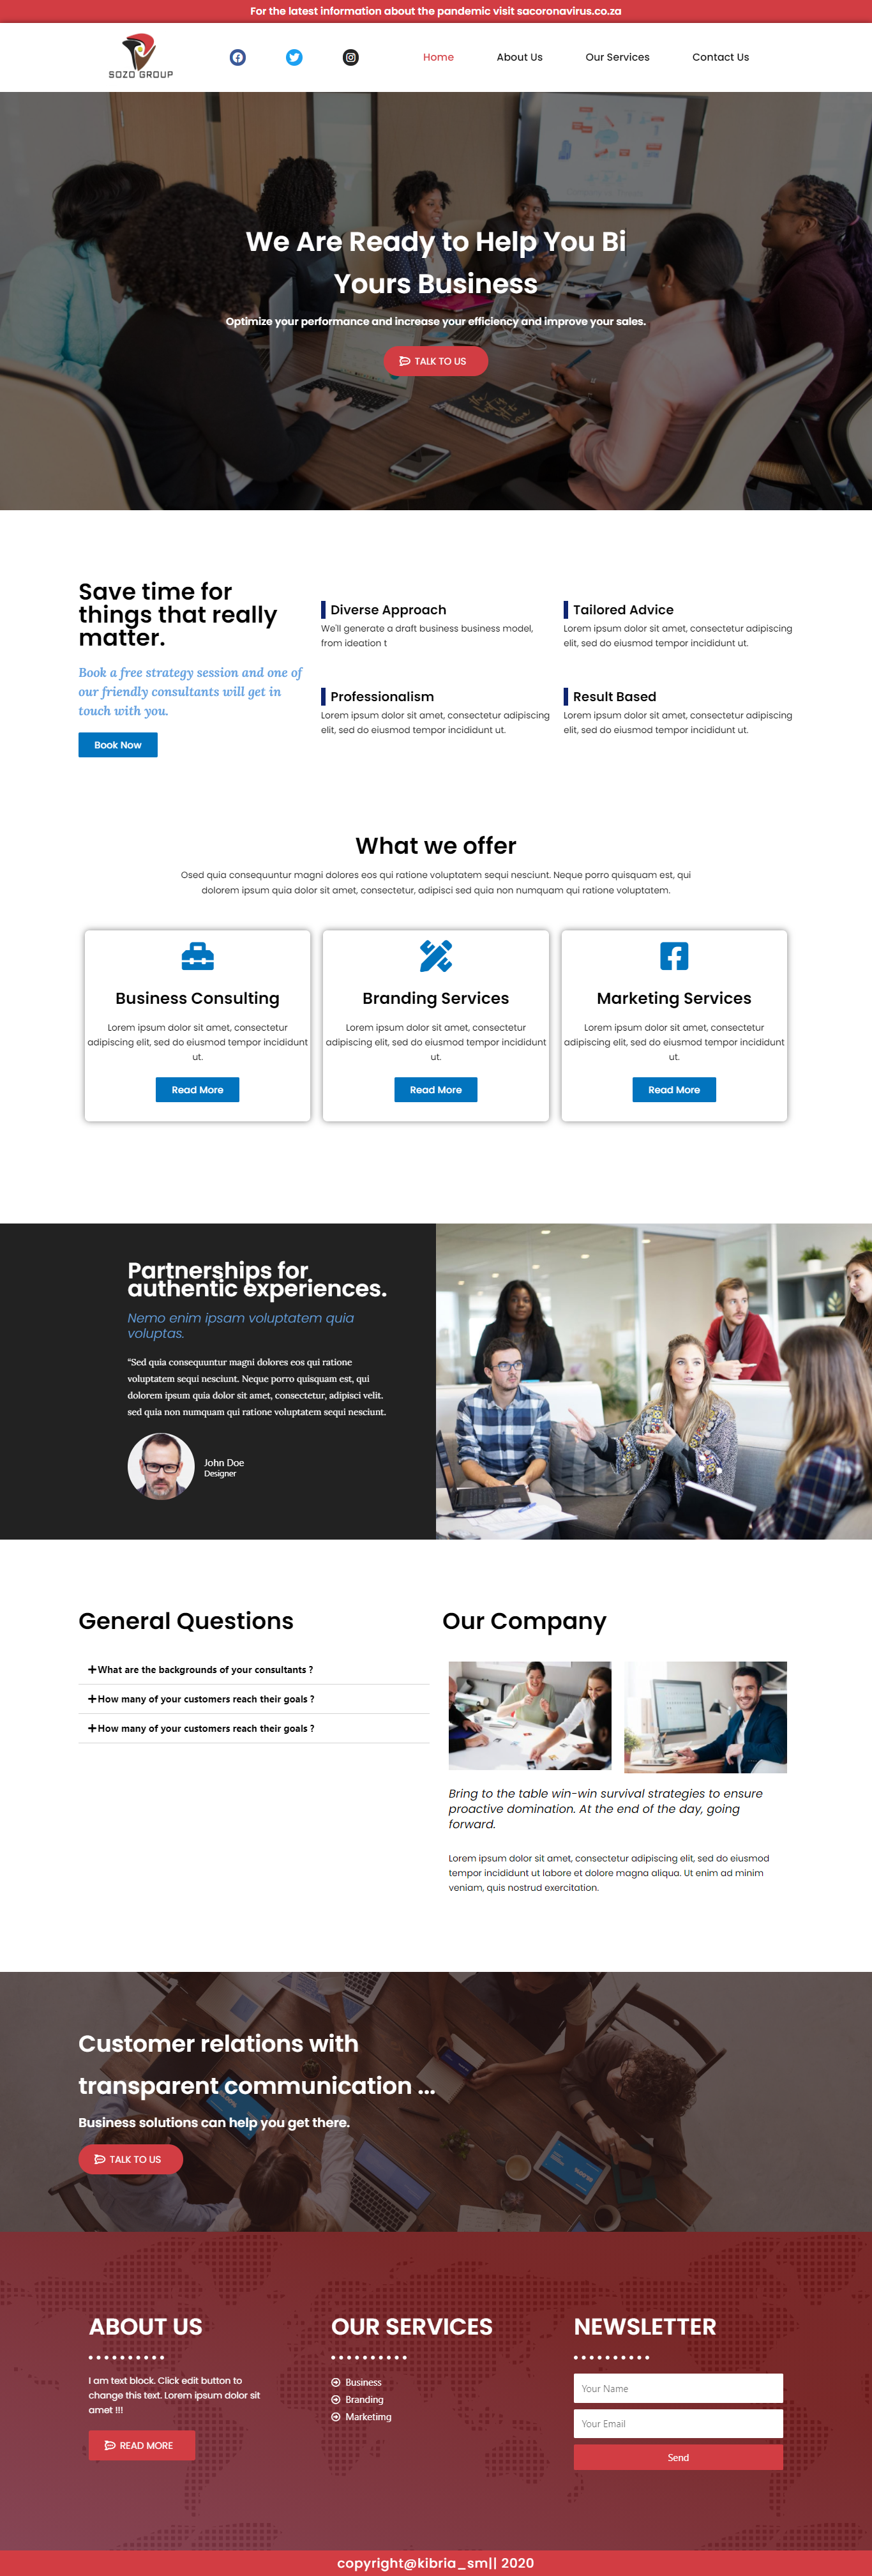 For the latest information about the pandemic visit sacoronavirus.co.za
SOZO GROUP
Home
About Us
Our Services
Contact Us
We Are Ready to Help You Bi
Yours Business
Optimize your performance and increase your efficiency and improve your sales.
TALK TO US
Save time for
things that really
matter.
Book a free strategy session and one of
our friendly consultants will get in
touch with you.
Book Now
Diverse Approach
We'll generate a draft business business model,
from ideation t
Tailored Advice
Lorem ipsum dolor sit amet, consectetur adipiscing
elit, sed do eiusmod tempor incididunt ut.
Professionalism
Lorem ipsum dolor sit amet, consectetur adipiscing
elit, sed do eiusmod tempor incididunt ut.
Result Based
Lorem ipsum dolor sit amet, consectetur adipiscing
elit, sed do eiusmod tempor incididunt ut.
What we offer
Osed quia consequuntur magni dolores eos qui ratione voluptatem sequi nesciunt. Neque porro quisquam est, qui
dolorem ipsum quia dolor sit amet, consectetur, adipisci sed quia non numquam qui ratione voluptatem.
Business Consulting
Lorem ipsum dolor sit amet, consectetur
adipiscing elit, sed do eiusmod tempor incididunt
ut.
Read More
Branding Services
Lorem ipsum dolor sit amet, consectetur
adipiscing elit, sed do eiusmod tempor incididunt
ut.
Read More
Marketing Services
Lorem ipsum dolor sit amet, consectetur
adipiscing elit, sed do eiusmod tempor incididunt
ut.
Read More
Partnerships for
authentic experiences.
Nemo enim ipsam voluptatem quia
voluptas.
“Sed quia consequuntur magni dolores eos qui ratione
voluptatem sequi nesciunt. Neque porro quisquam est, qui
dolorem ipsum quia dolor sit amet, consectetur, adipisci velit.
sed quia non numquam qui ratione voluptatem sequi nesciunt.
John Doe
Designer
General Questions
What are the backgrounds of your consultants ?
How many of your customers reach their goals ?
How many of your customers reach their goals ?
Our Company
Bring to the table win-win survival strategies to ensure
proactive domination. At the end of the day, going
forward.
Lorem ipsum dolor sit amet, consectetur adipiscing elit, sed do eiusmod
tempor incididunt ut labore et dolore magna aliqua. Ut enim ad minim
veniam, quis nostrud exercitation.
Customer relations with
transparent communication ...
Business solutions can help you get there.
TALK TO US
ABOUT US
I am text block. Click edit button to
change this text. Lorem ipsum dolor sit
amet !!!
READ MORE
OUR SERVICES
Business
Branding
Marketimg
NEWSLETTER
Your Name
Your Email
Send
copyright@kibria_sm|| 2020